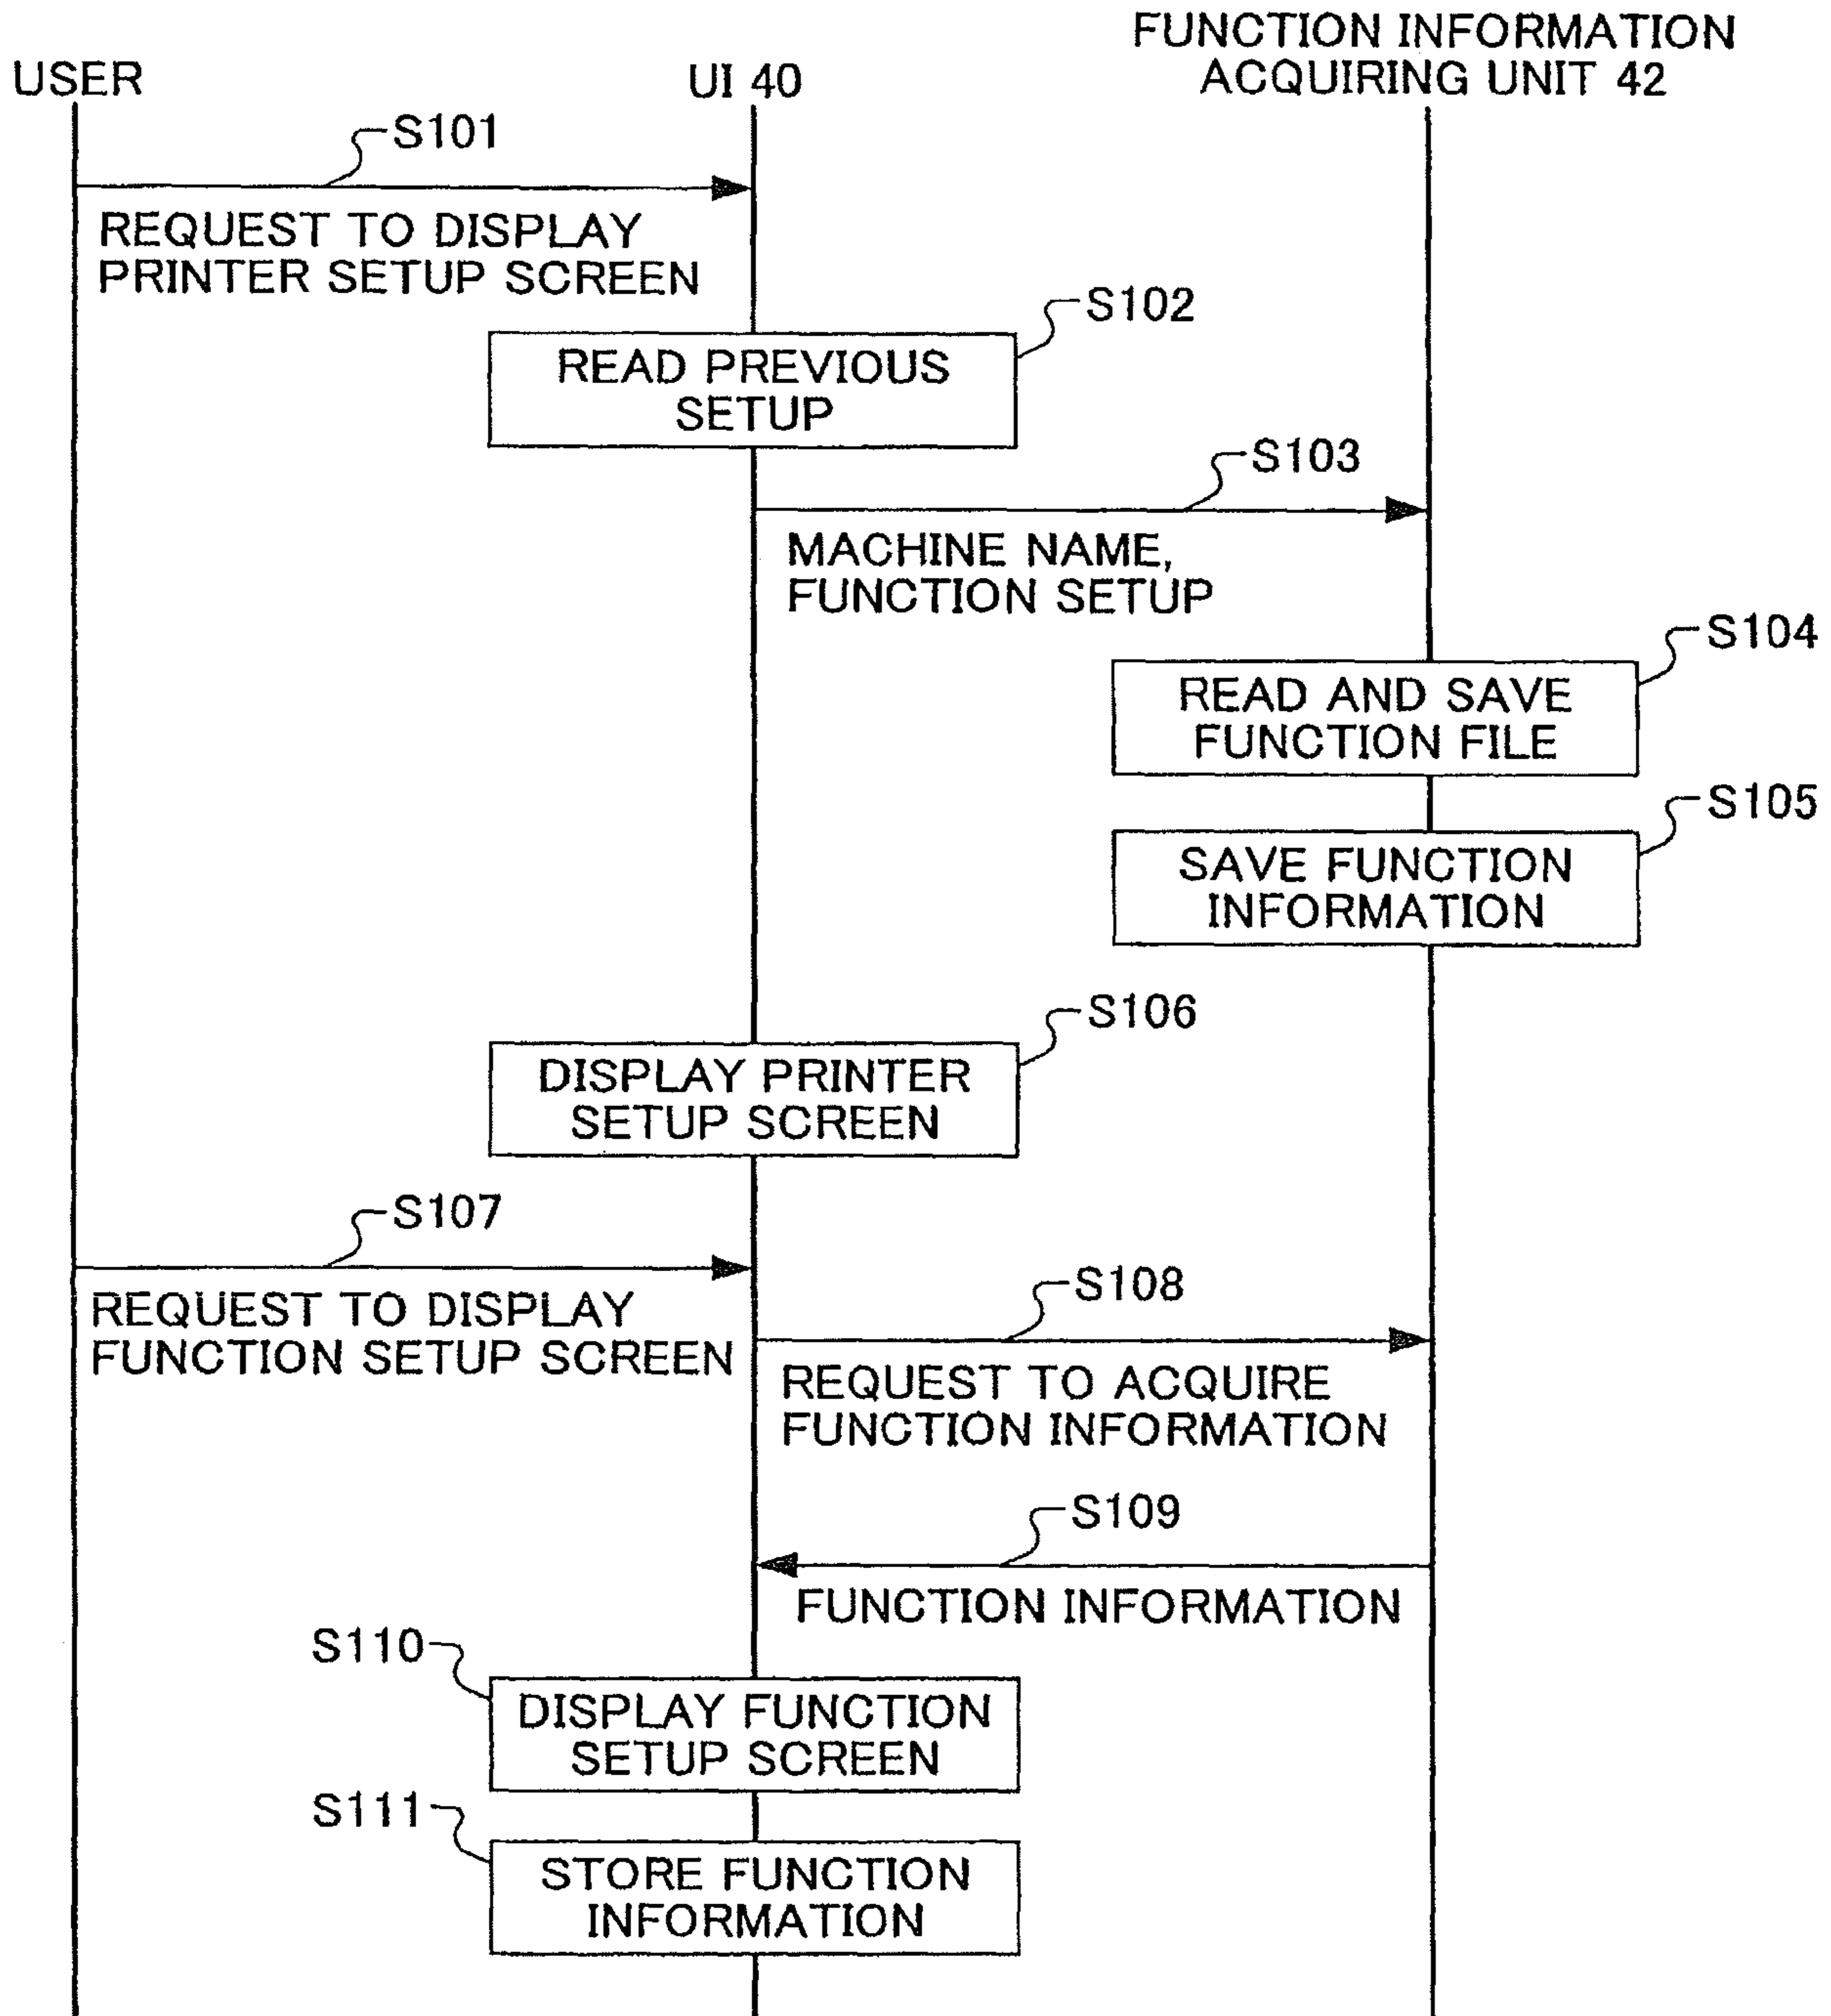 FUNCTION INFORMATION
ACQUIRING UNIT 42
USER
UI 40
S101
REQUEST TO DISPLAY
PRINTER SETUP SCREEN
S102
READ PREVIOUS
SETUP
S103
MACHINE NAME,
FUNCTION SETUP
S104
READ AND SAVE
FUNCTION FILE
S105
SAVE FUNCTION
INFORMATION
S106
DISPLAY PRINTER
SETUP SCREEN
S107
REQUEST TO DISPLAY
FUNCTION SETUP SCREEN
S108
REQUEST TO ACQUIRE
FUNCTION INFORMATION
S109
FUNCTION INFORMATION
S110
DISPLAY FUNCTION
SETUP SCREEN
S111
STORE FUNCTION
INFORMATION